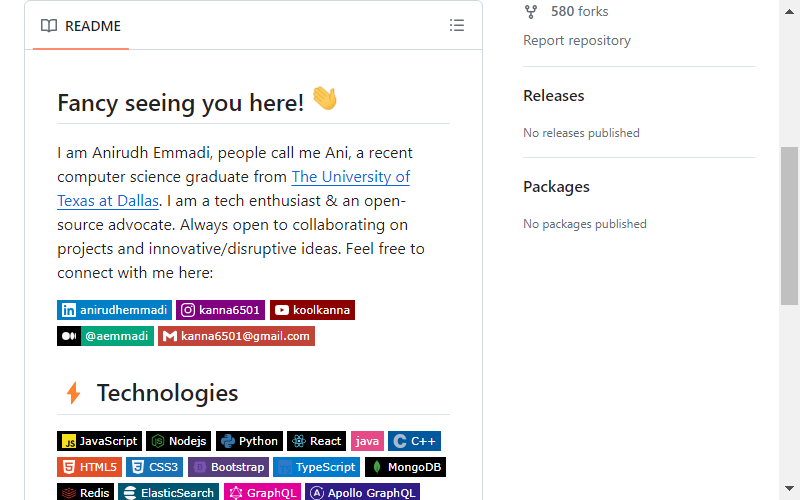 README
580 forks
Report repository
Releases
No releases published
Packages
No packages published
Fancy seeing you here! 👋
I am Anirudh Emmadi, people call me Ani, a recent
computer science graduate from The University of
Texas at Dallas. I am a tech enthusiast & an open-
source advocate. Always open to collaborating on
projects and innovative/disruptive ideas. Feel free to
connect with me here:
anirudhemmadi kanna6501 koolkanna
@aemmadi kanna6501@gmail.com
⚡ Technologies
JavaScript Nodejs Python React java C++
HTML5 CSS3 Bootstrap TypeScript MongoDB
Redis ElasticSearch GraphQL Apollo GraphQL